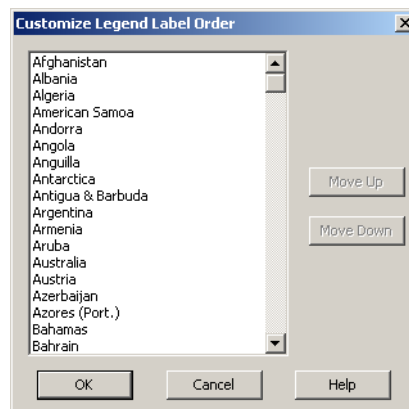 Customize Legend Label Order
Afghanistan
Albania
Algeria
American Samoa
Andorra
Angola
Anguilla
Antarctica
Antigua & Barbuda
Argentina
Armenia
Aruba
Australia
Austria
Azerbaijan
Azores (Port.)
Bahamas
Bahrain
Move Up
Move Down
OK Cancel Help